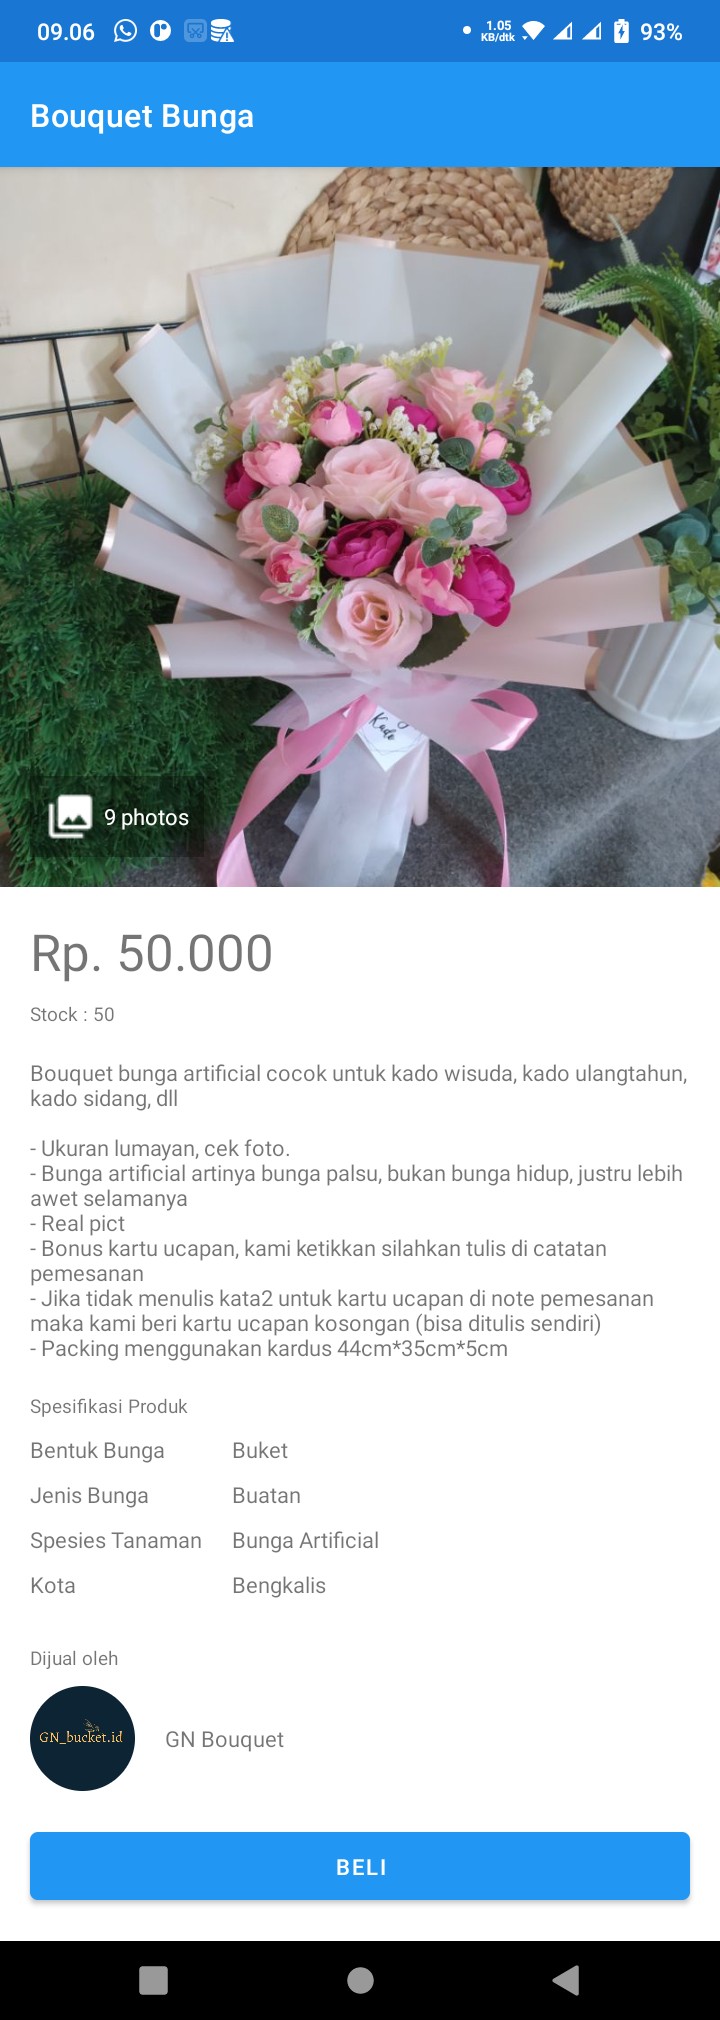 09.06
1.05
KB/dtk
93%
Bouquet Bunga
Kado
9 photos
Rp. 50.000
Stock : 50
Bouquet bunga artificial cocok untuk kado wisuda, kado ulangtahun,
kado sidang, dll
- Ukuran lumayan, cek foto.
- Bunga artificial artinya bunga palsu, bukan bunga hidup, justru lebih
awet selamanya
- Real pict
- Bonus kartu ucapan, kami ketikkan silahkan tulis di catatan
pemesanan
- Jika tidak menulis kata2 untuk kartu ucapan di note pemesanan
maka kami beri kartu ucapan kosongan (bisa ditulis sendiri)
- Packing menggunakan kardus 44cm*35cm*5cm
Spesifikasi Produk
Bentuk Bunga Buket
Jenis Bunga Buatan
Spesies Tanaman Bunga Artificial
Kota Bengkalis
Dijual oleh
GN_bucket.id
GN Bouquet
BELI